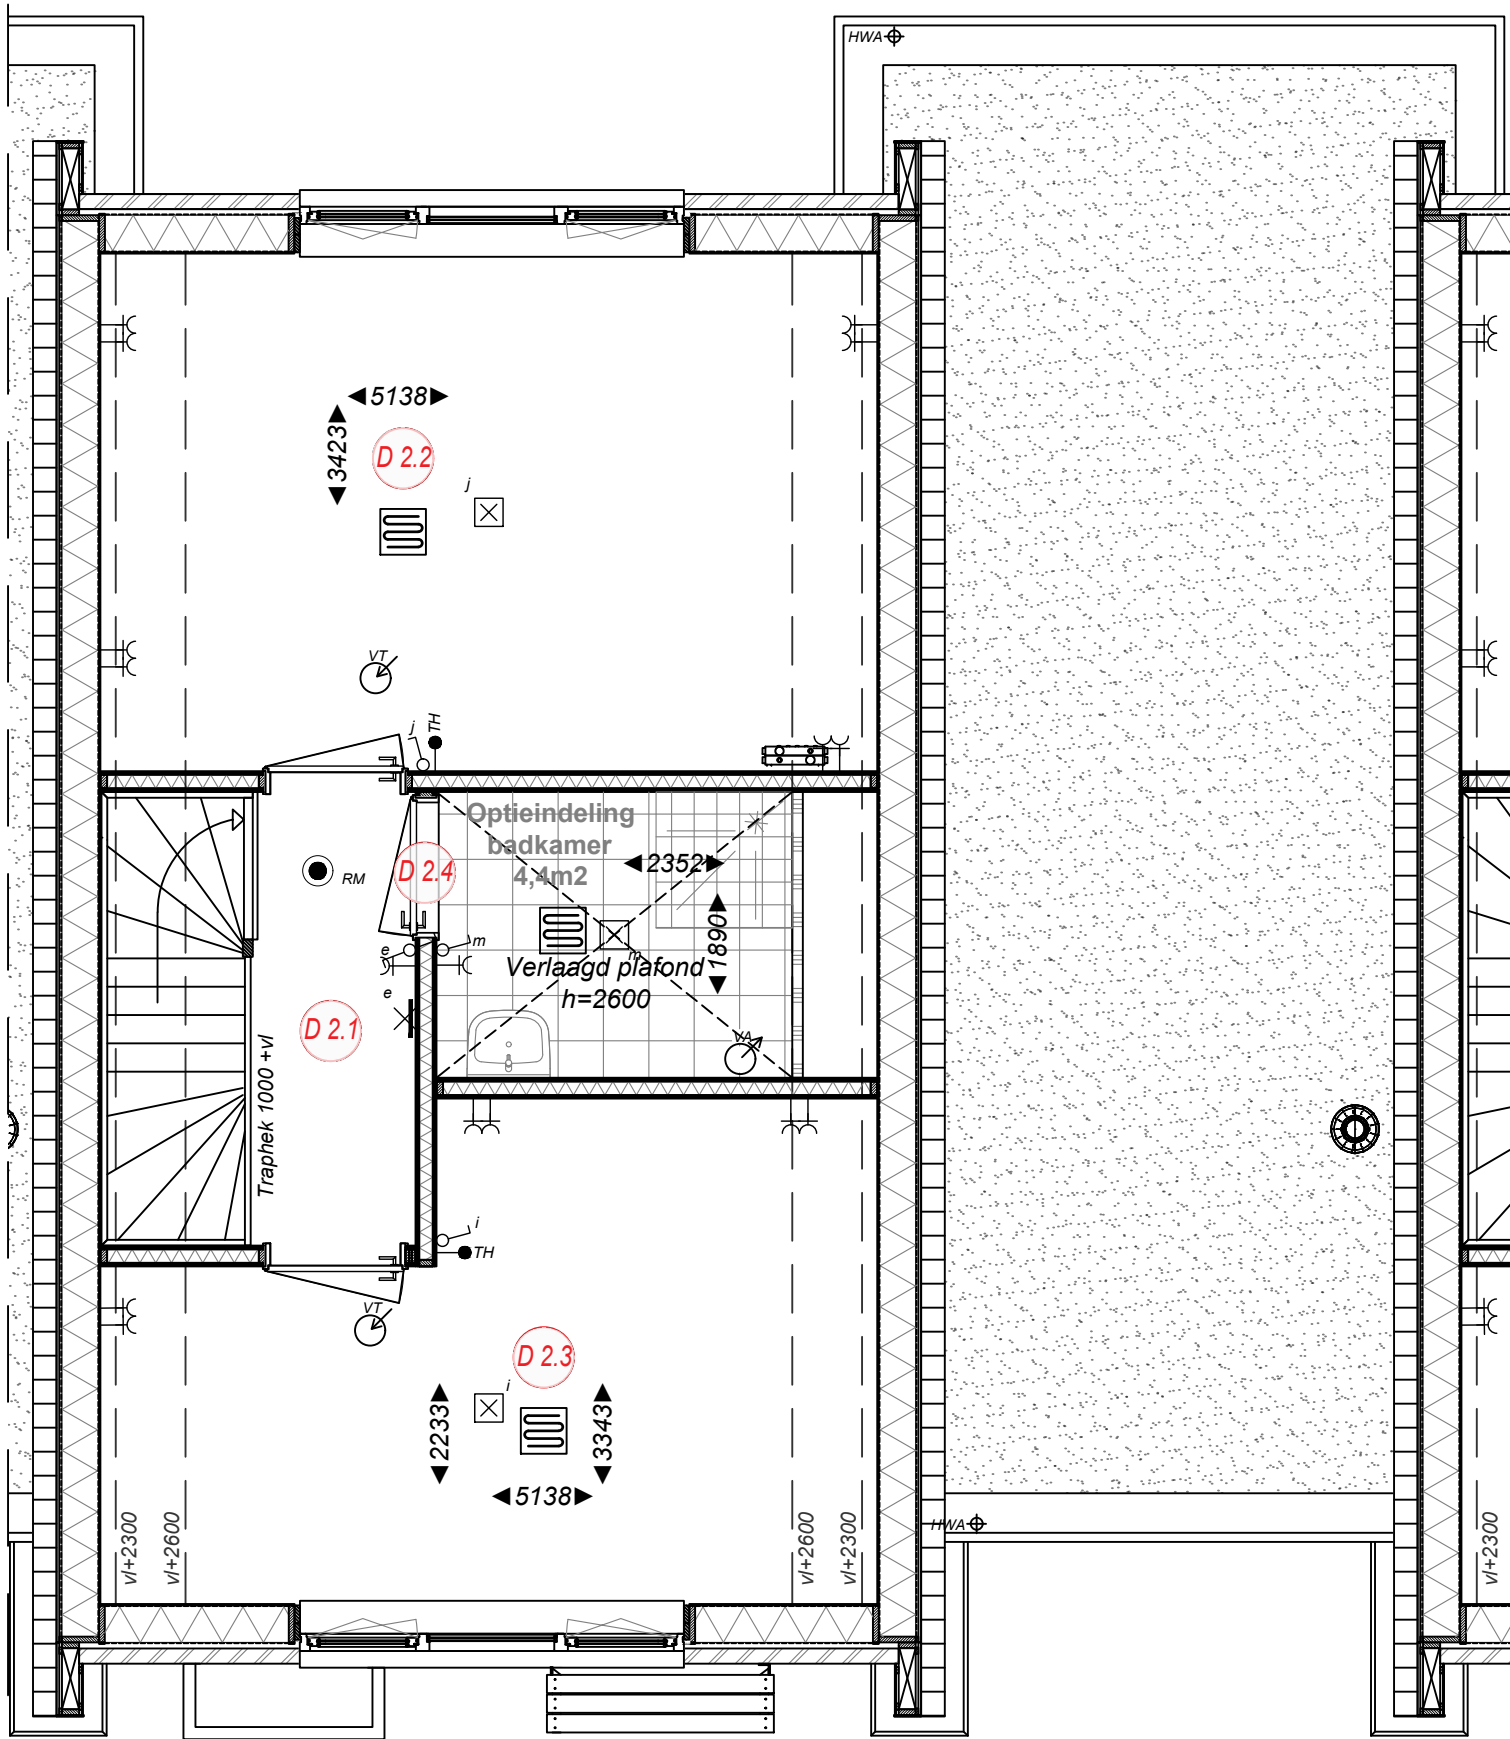 HWA
5138
3423
D 2.2
j
VT
j
TH
Optieindeling
badkamer
4,4m2
2352
D 2.4
RM
1890
e
m
m
Verlaagd plafond
h=2600
e
D 2.1
VA
Traphek 1000 +vl
i
TH
VT
D 2.3
i
2233
3343
5138
HWA
vl+2300
vl+2600
vl+2600
vl+2300
vl+2300